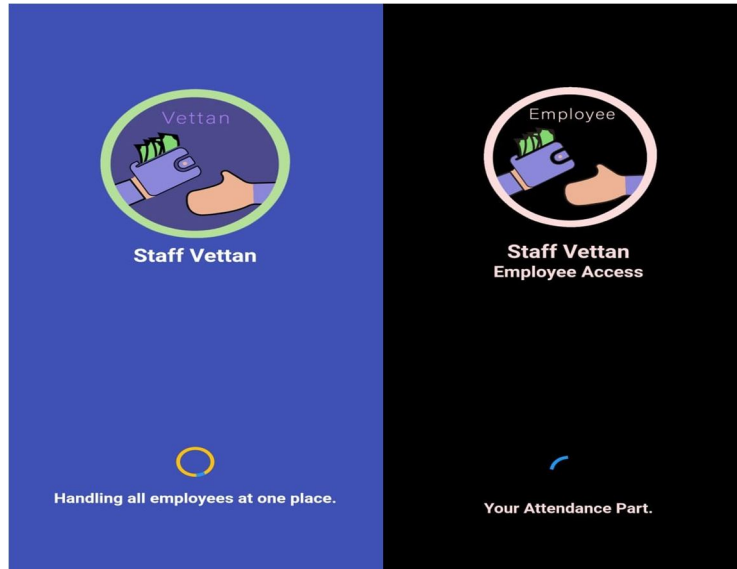 Vettan
Staff Vettan
Handling all employees at one place.
Employee
Staff Vettan
Employee Access
Your Attendance Part.